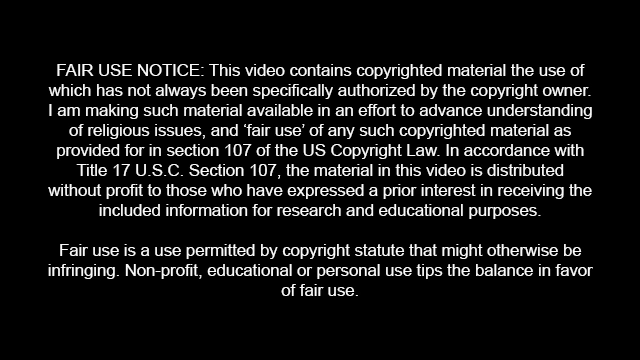 FAIR USE NOTICE: This video contains copyrighted material the use of
which has not always been specifically authorized by the copyright owner.
I am making such material available in an effort to advance understanding
of religious issues, and ‘fair use’ of any such copyrighted material as
provided for in section 107 of the US Copyright Law. In accordance with
Title 17 U.S.C. Section 107, the material in this video is distributed
without profit to those who have expressed a prior interest in receiving the
included information for research and educational purposes.

Fair use is a use permitted by copyright statute that might otherwise be
infringing. Non-profit, educational or personal use tips the balance in favor
of fair use.